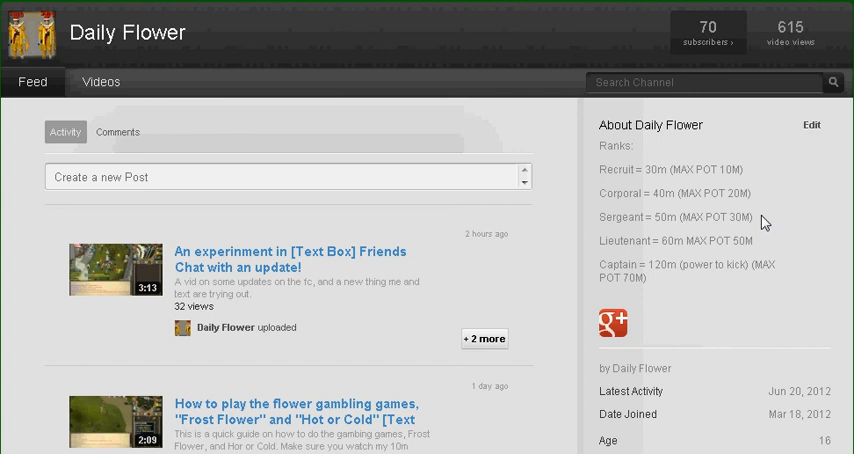 Daily Flower
70
subscribers ›
615
video views
Feed
Videos
Search Channel
Activity
Comments
Create a new Post
2 hours ago
An experinment in [Text Box] Friends
Chat with an update!
A vid on some updates on the fc, and a new thing me and
text are trying out.
32 views
3:13
Daily Flower uploaded
+ 2 more
1 day ago
How to play the flower gambling games,
"Frost Flower" and "Hot or Cold" [Text
This is a quick guide on how to do the gambing games, Frost
Flower, and Hor or Cold. Make sure you watch my 10m
2:09
About Daily Flower
Edit
Ranks:
Recruit = 30m (MAX POT 10M)
Corporal = 40m (MAX POT 20M)
Sergeant = 50m (MAX POT 30M)
Lieutenant = 60m MAX POT 50M
Captain = 120m (power to kick) (MAX
POT 70M)
g+
by Daily Flower
Latest Activity Jun 20, 2012
Date Joined Mar 18, 2012
Age 16